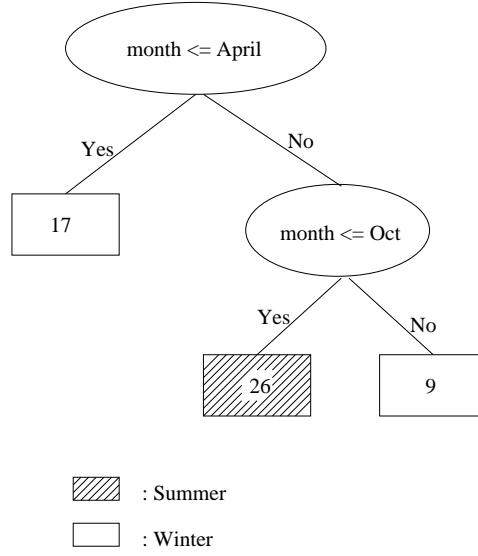 month <= April
Yes
No
17
month <= Oct
Yes
No
26
9
: Summer
: Winter